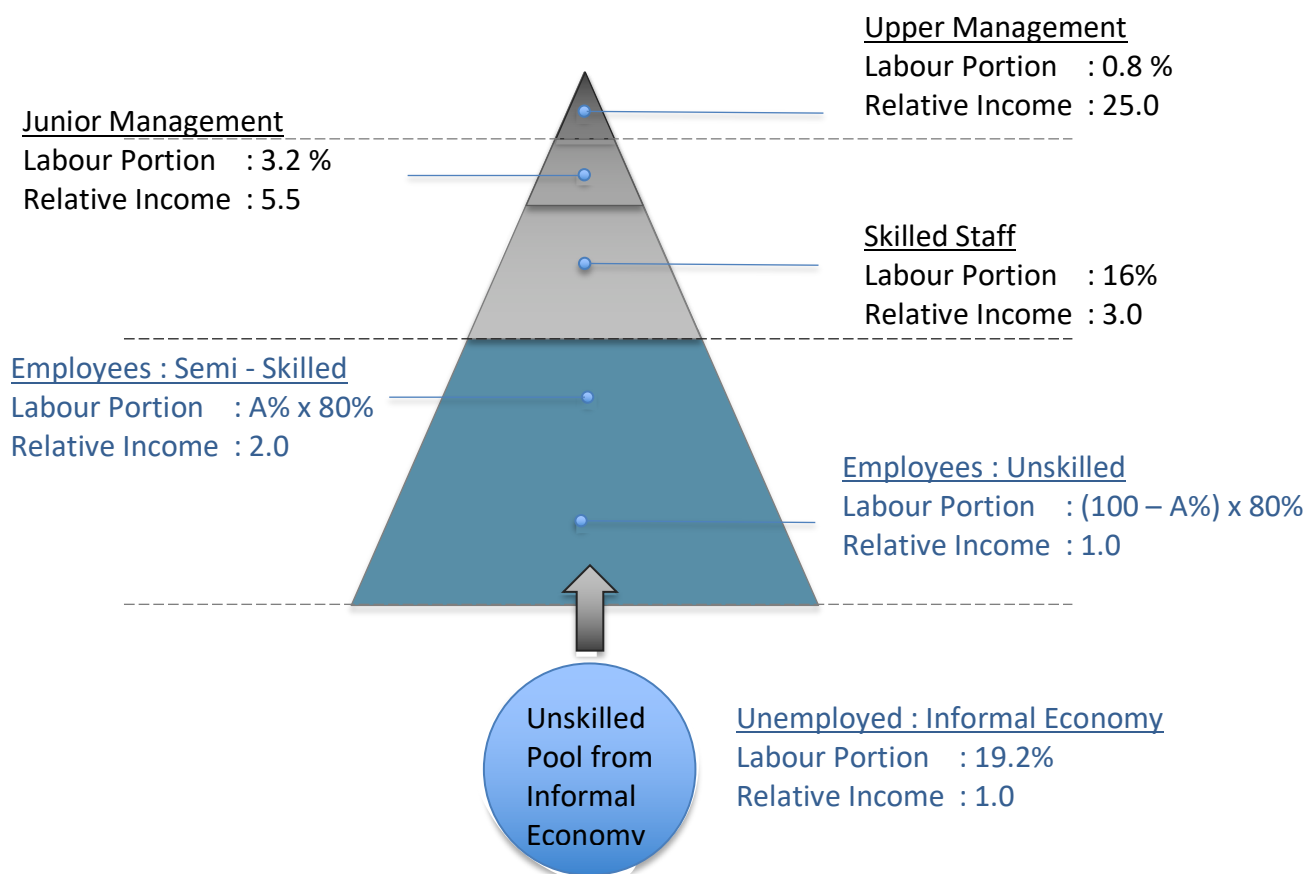 Upper Management
Labour Portion : 0.8 %
Relative Income : 25.0
Junior Management
Labour Portion : 3.2 %
Relative Income : 5.5
Skilled Staff
Labour Portion : 16%
Relative Income : 3.0
Employees : Semi - Skilled
Labour Portion : A% x 80%
Relative Income : 2.0
Employees : Unskilled
Labour Portion : (100 – A%) x 80%
Relative Income : 1.0
Unskilled
Pool from
Informal
Economy
Unemployed : Informal Economy
Labour Portion : 19.2%
Relative Income : 1.0